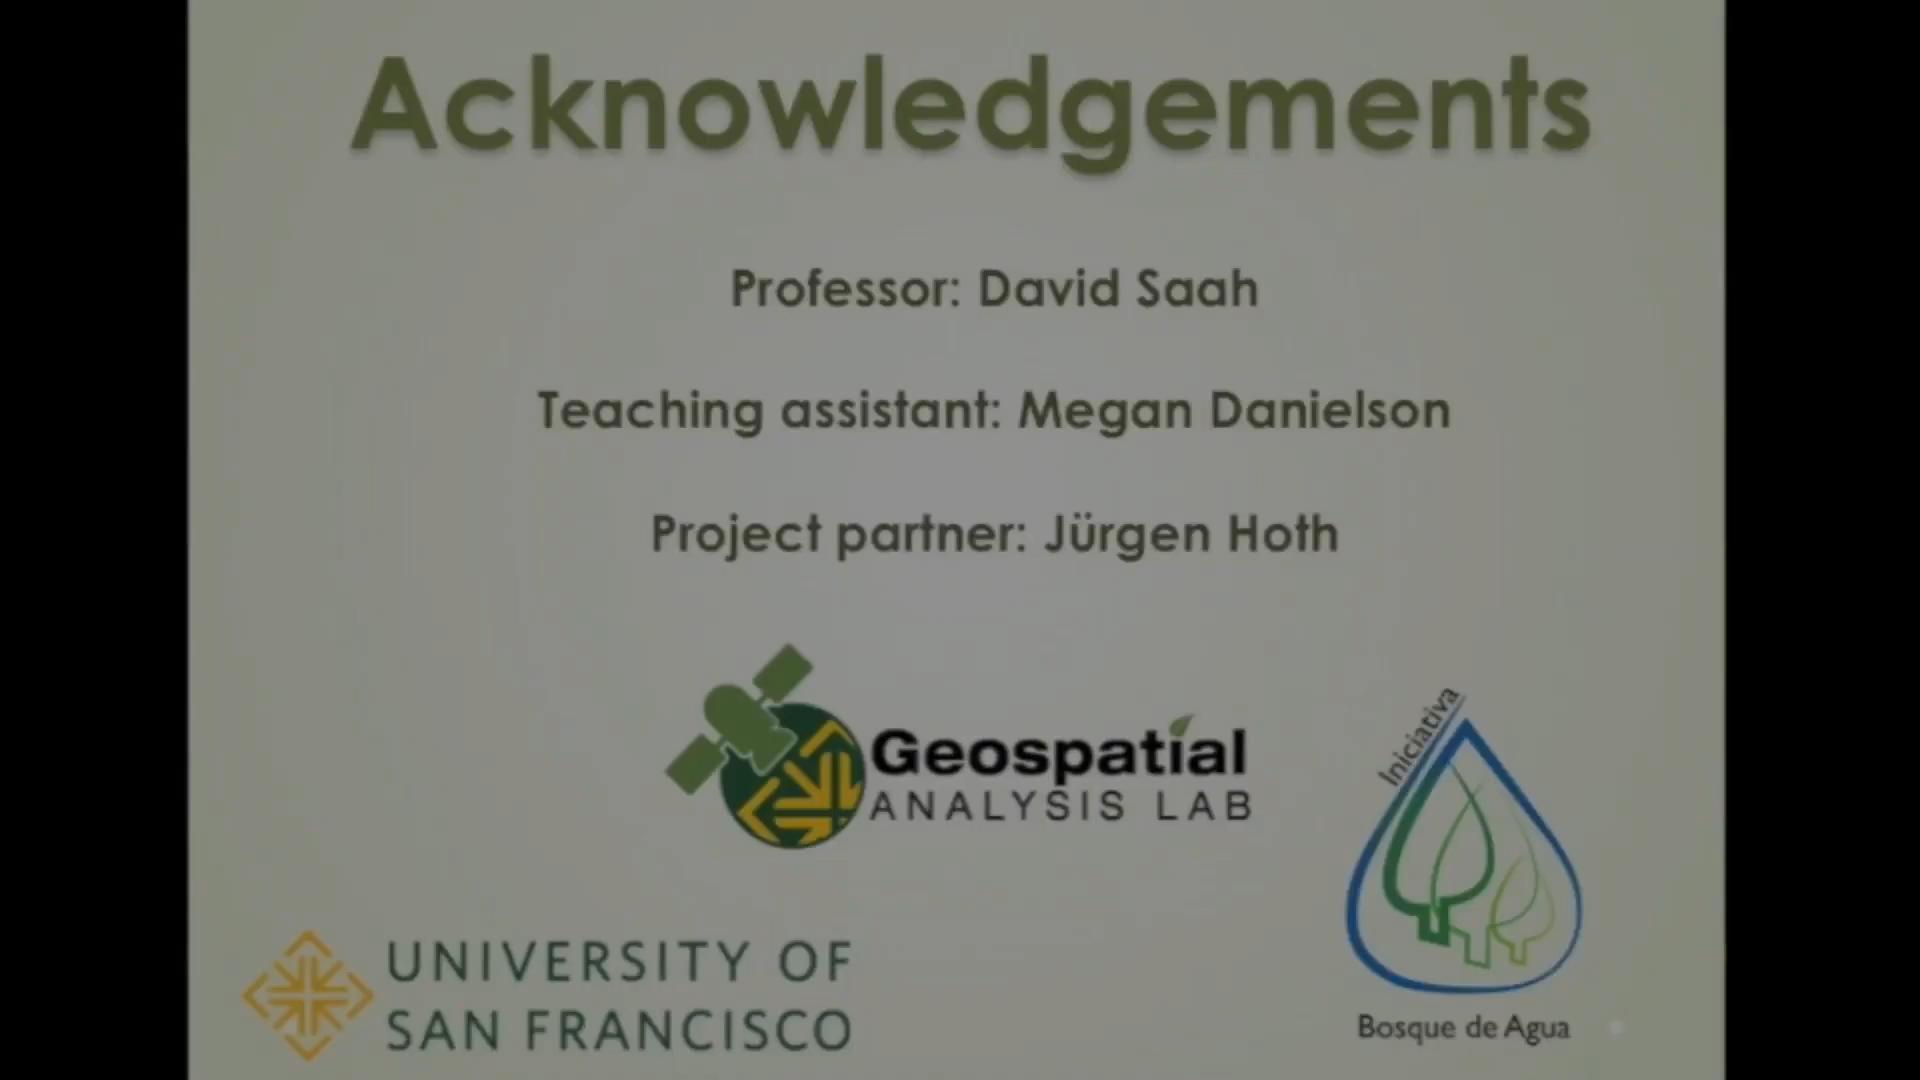 Acknowledgements
Professor: David Saah
Teaching assistant: Megan Danielson
Project partner: Jürgen Hoth
Geospatial
ANALYSIS LAB
Iniciativa
Bosque de Agua
UNIVERSITY OF
SAN FRANCISCO